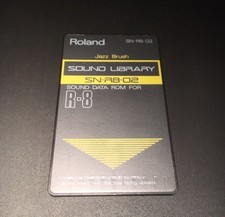 Roland SN-R8-02
Jazz Brush
SOUND LIBRARY
SN-R8-02
SOUND DATA ROM FOR
R-8